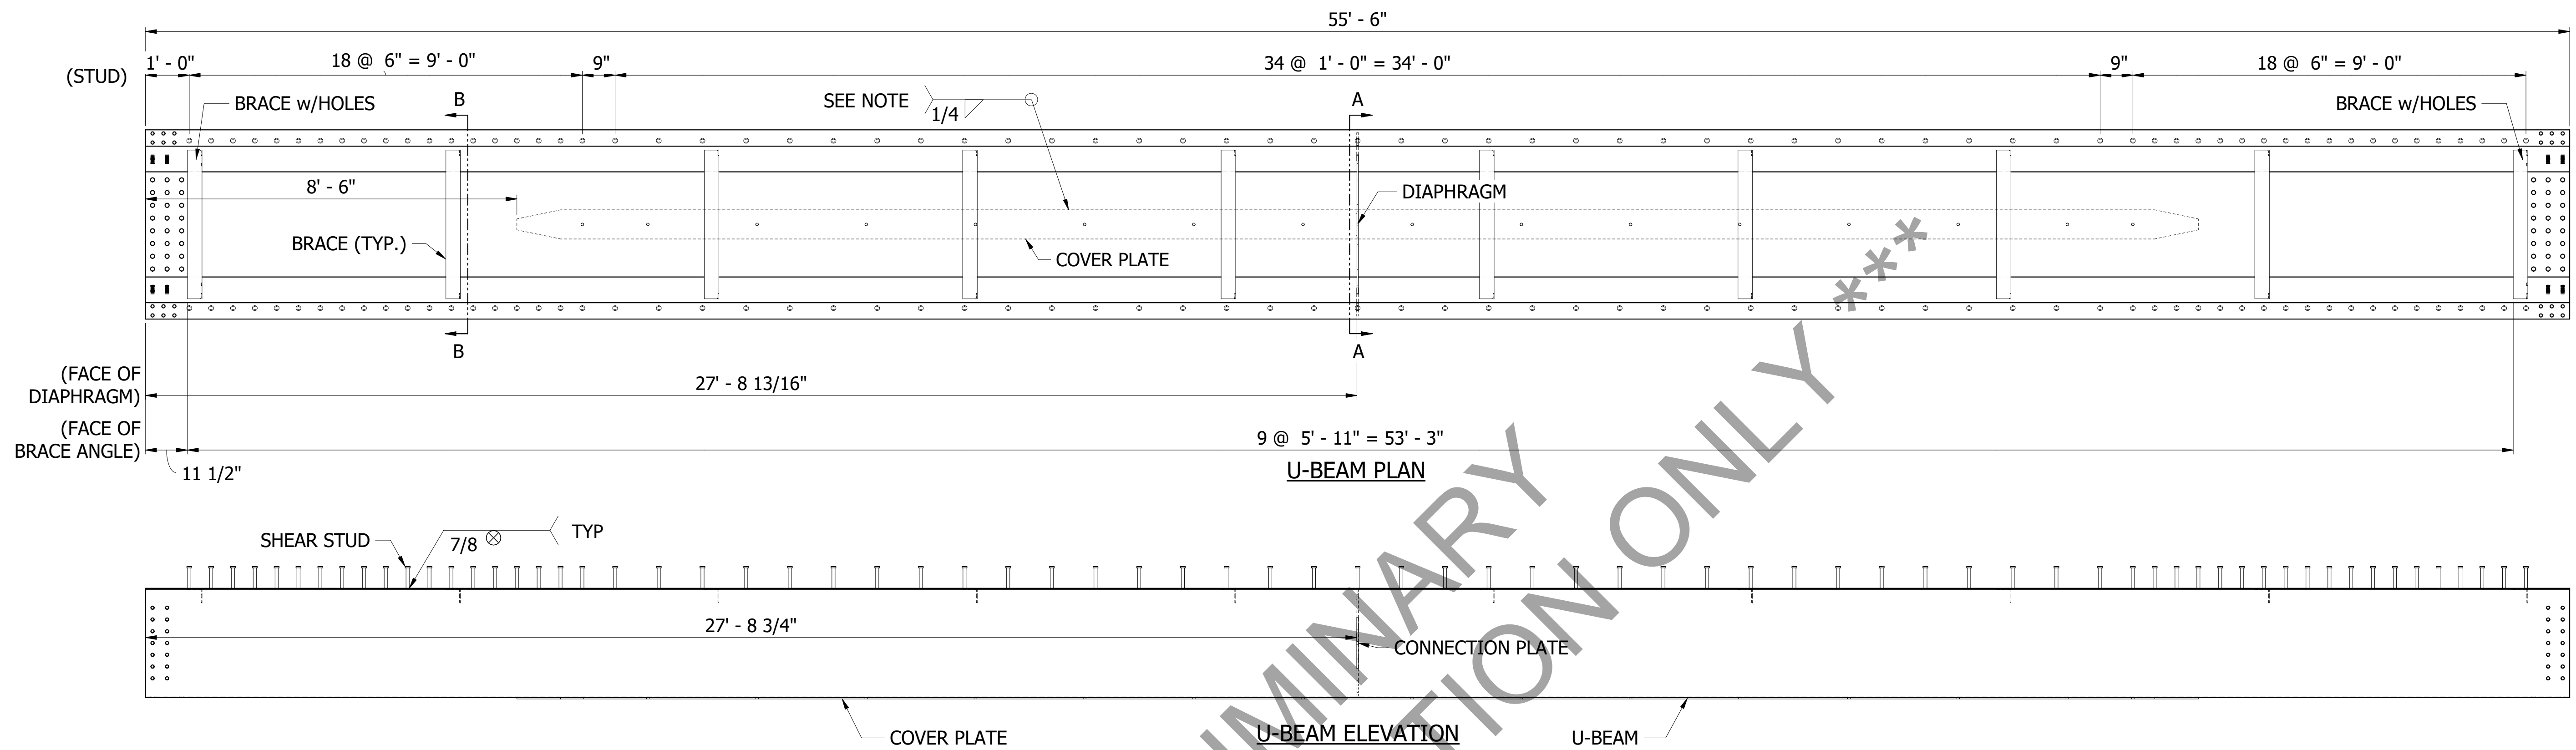 55' - 6"
(STUD)
1' - 0"
18 @ 6" = 9' - 0"
9"
34 @ 1' - 0" = 34' - 0"
9"
18 @ 6" = 9' - 0"
BRACE w/HOLES
B
SEE NOTE
1/4
A
BRACE w/HOLES
8' - 6"
DIAPHRAGM
BRACE (TYP.)
COVER PLATE
B
A
(FACE OF
DIAPHRAGM)
27' - 8 13/16"
(FACE OF
BRACE ANGLE)
11 1/2"
9 @ 5' - 11" = 53' - 3"
U-BEAM PLAN
SHEAR STUD
7/8
TYP
27' - 8 3/4"
CONNECTION PLATE
COVER PLATE
U-BEAM ELEVATION
U-BEAM
ONLY ***